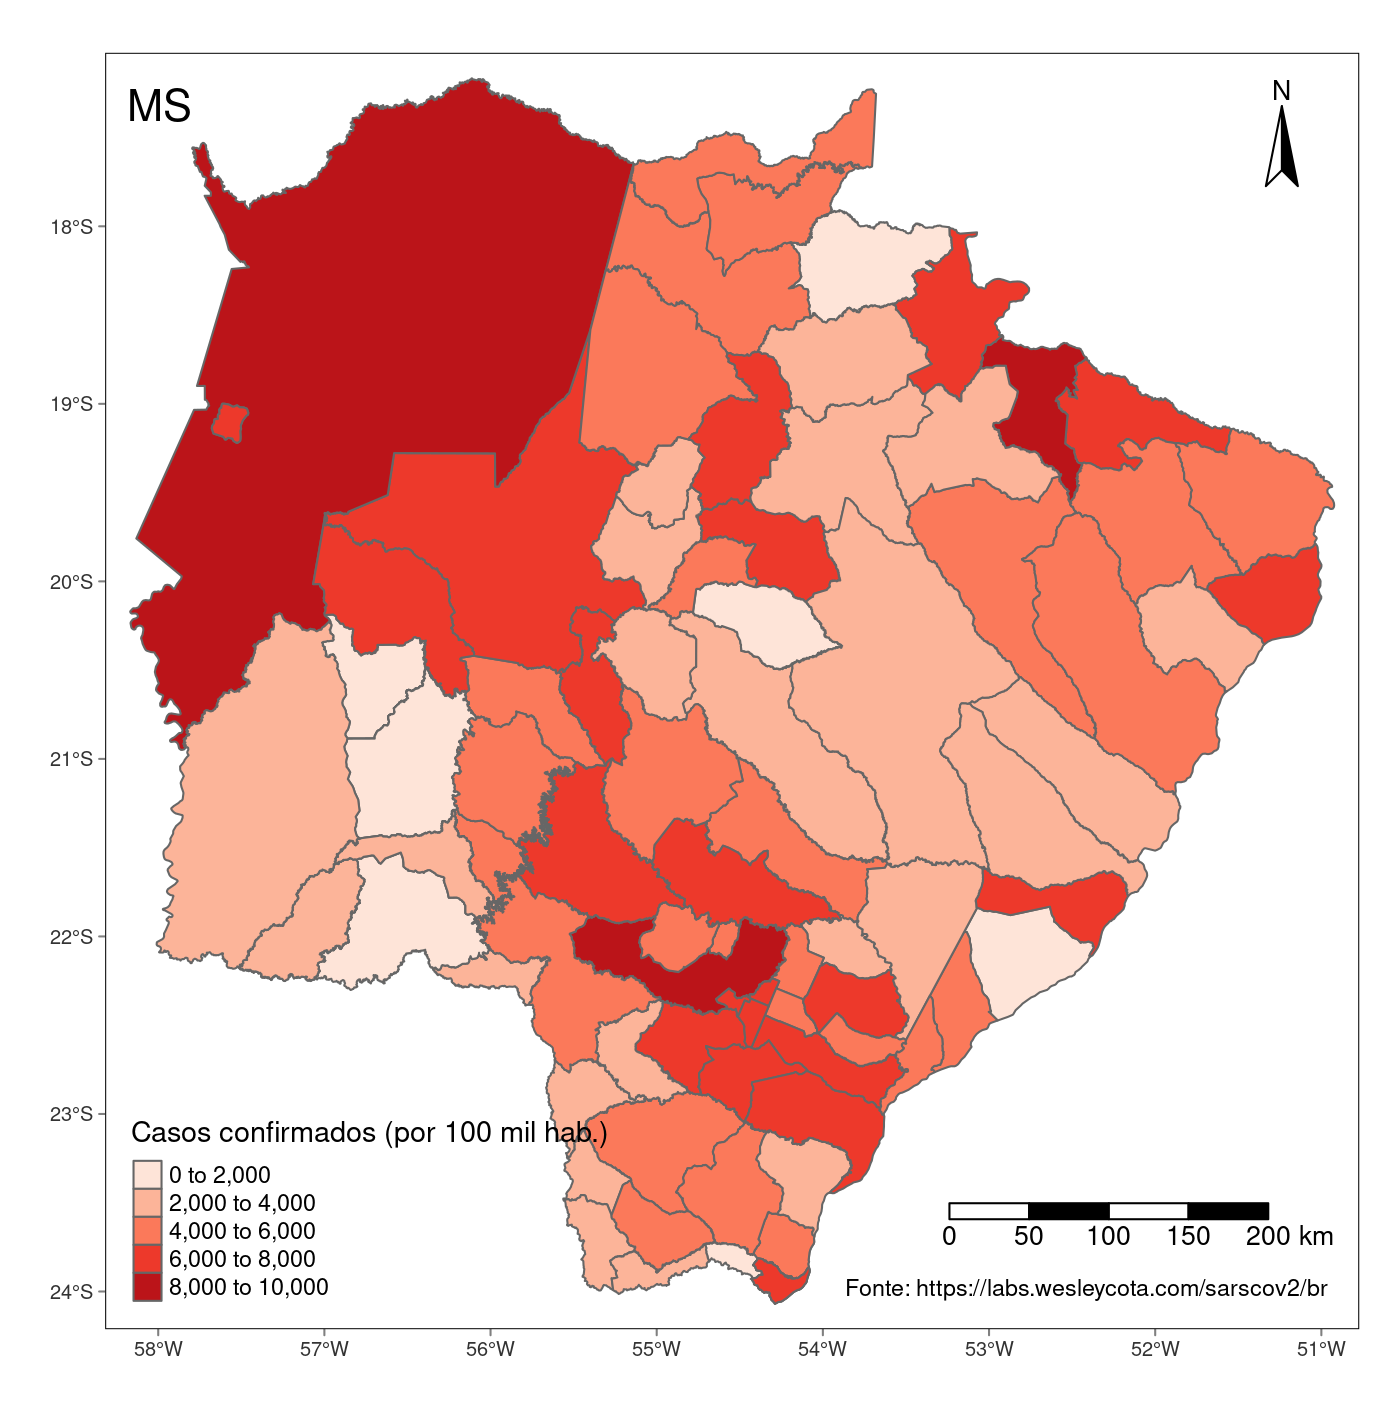 MS
N
18°S
19°S
20°S
21°S
22°S
23°S
24°S
Casos confirmados (por 100 mil hab.)
0 to 2,000
2,000 to 4,000
4,000 to 6,000
6,000 to 8,000
8,000 to 10,000
0 50 100 150 200 km
Fonte: https://labs.wesleycota.com/sarscov2/br
58°W 57°W 56°W 55°W 54°W 53°W 52°W 51°W